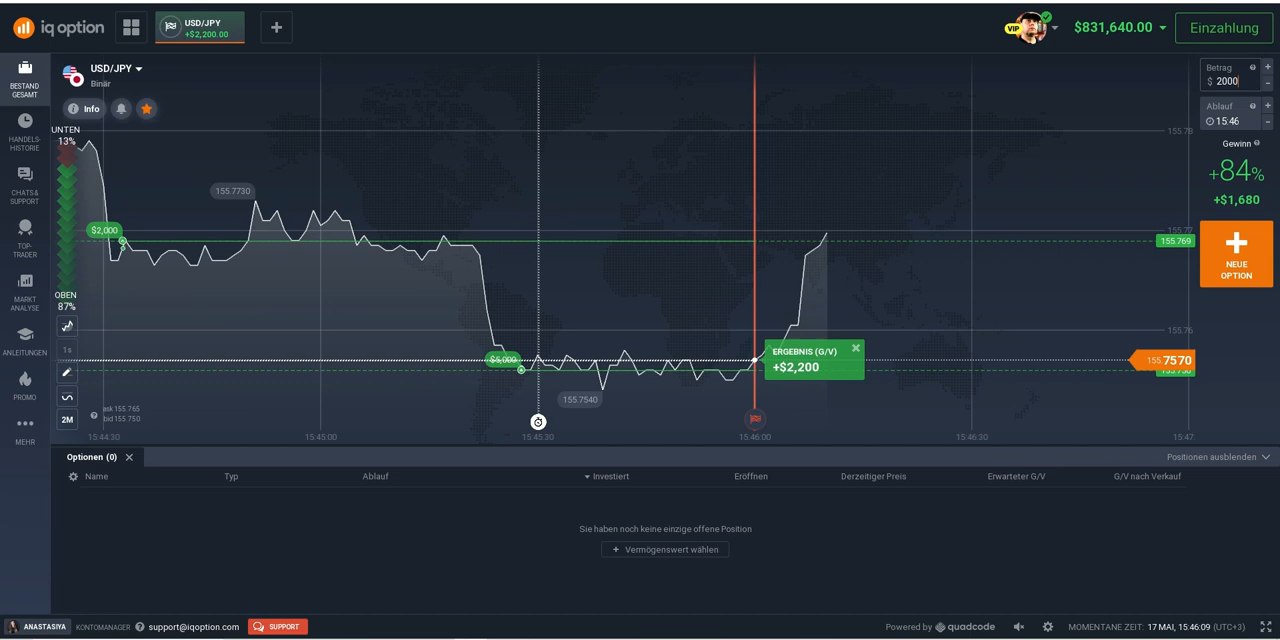 iq option
USD/JPY
+$2,200.00
VIP
$831,640.00
Einzahlung
BESTAND
GESAMT
HANDELS-
HISTORIE
CHATS &
SUPPORT
TOP-
TRADER
MARKT
ANALYSE
ANLEITUNGEN
PROMO
MEHR
USD/JPY
Binär
Info
UNTEN
13%
OBEN
87%
1s
2M
ask 155.765
bid 155.750
$2,000
155.7730
$5,000
155.7540
ERGEBNIS (G/V)
+$2,200
155.78
155.77
155.769
155.76
155.7570
15:44:30
15:45:00
15:45:30
15:46:00
15:46:30
15:47
Betrag
$ 2000
Ablauf
15:46
Gewinn
+84%
+$1,680
NEUE
OPTION
Optionen (0)
Positionen ausblenden
Name Typ Ablauf Investiert Eröffnen Derzeitiger Preis Erwarteter G/V G/V nach Verkauf
Sie haben noch keine einzige offene Position
+ Vermögenswert wählen
ANASTASIYA KONTOMANAGER support@iqoption.com SUPPORT
Powered by quadcode
MOMENTANE ZEIT: 17 MAI, 15:46:09 (UTC+3)